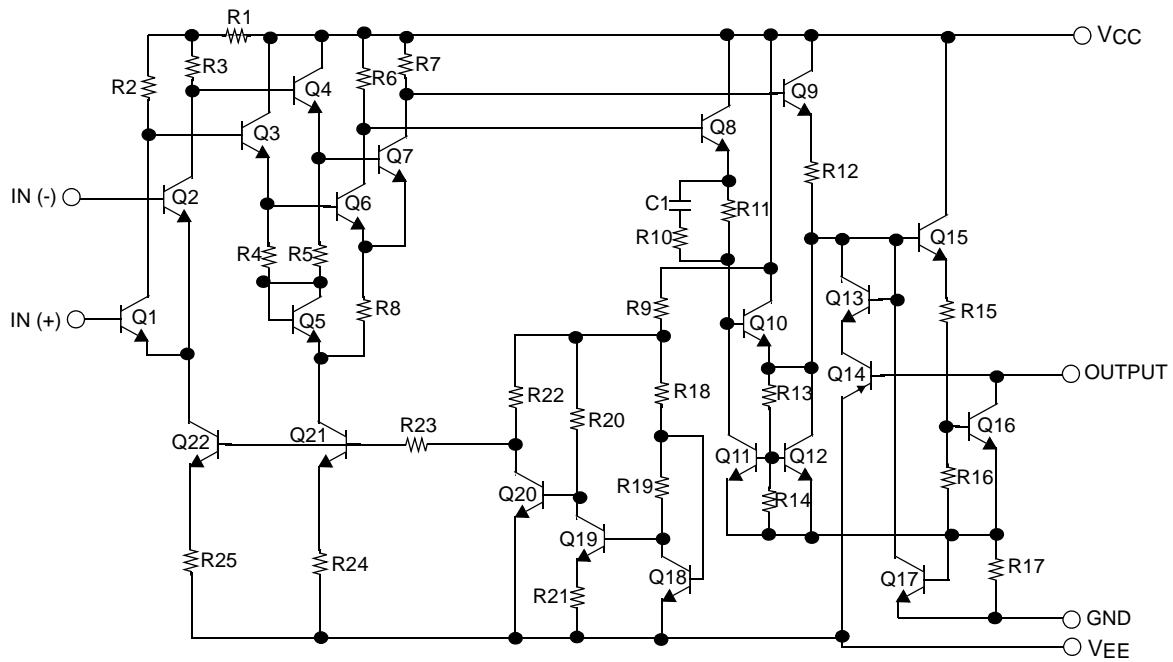 R1
VCC
R3
R6
R7
R2
Q4
Q9
Q3
Q8
Q7
R12
IN (-)
Q2
Q6
C1
R11
R10
Q15
R4
R5
Q13
R9
R15
IN (+)
Q1
Q5
R8
Q10
Q14
OUTPUT
R22
R18
R13
R20
Q16
Q22
Q21
R23
Q11
Q12
R16
Q20
R19
R14
Q19
R25
R24
Q18
Q17
R17
R21
GND
VEE